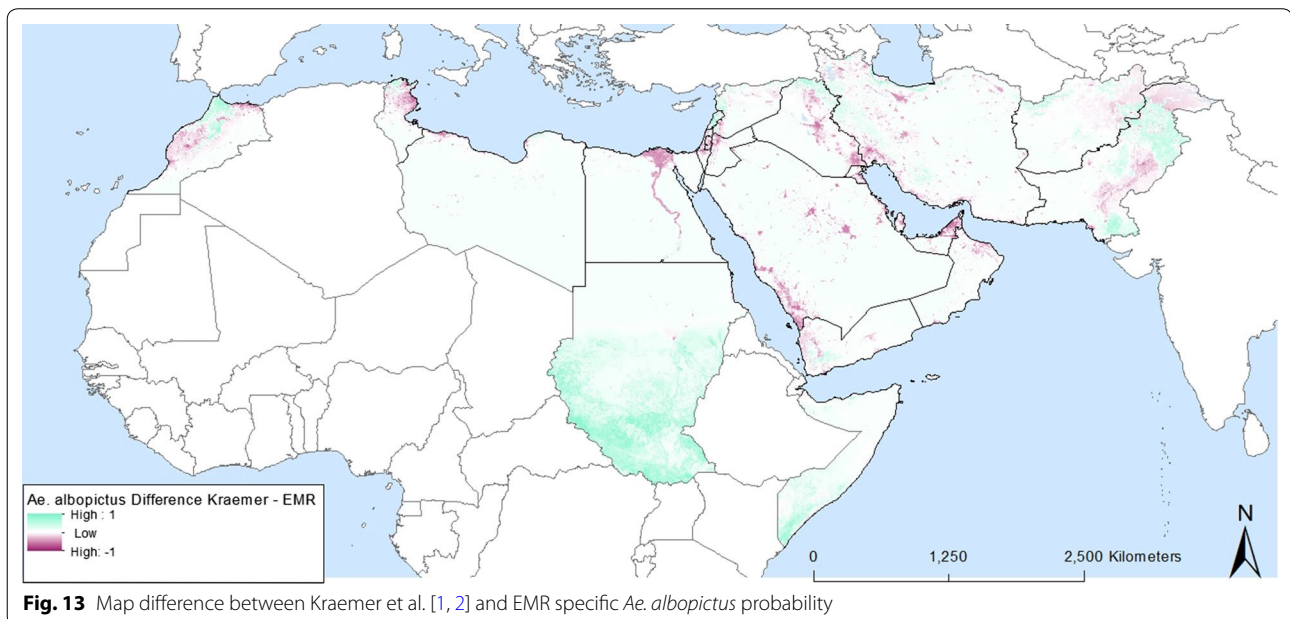 Ae. albopictus Difference Kraemer - EMR
High : 1
Low
High: -1
N
0 1,250 2,500 Kilometers
Fig. 13 Map difference between Kraemer et al. [1, 2] and EMR specific Ae. albopictus probability